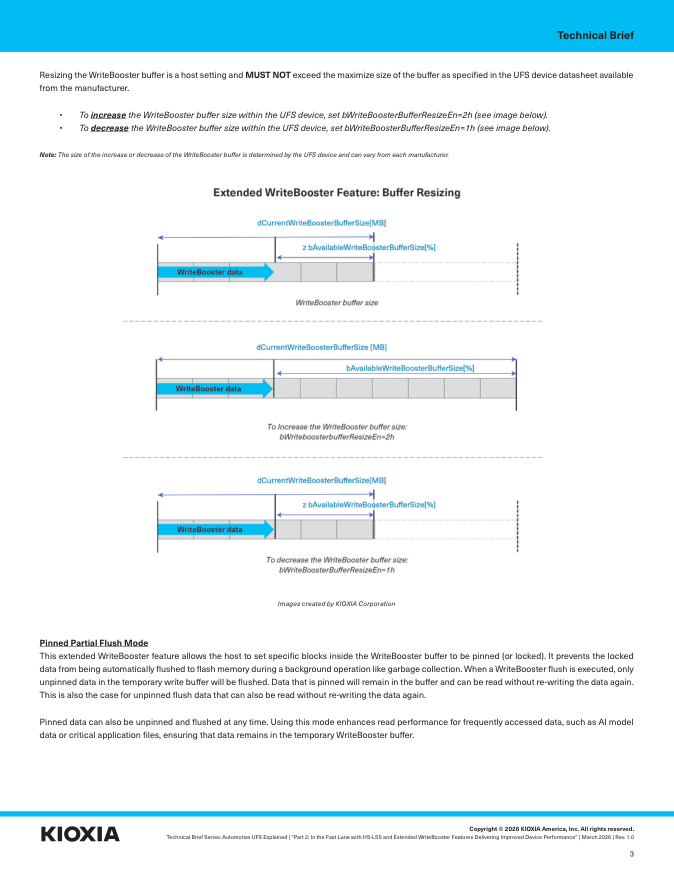 Technical Brief
Resizing the WriteBooster buffer is a host setting and MUST NOT exceed the maximize size of the buffer as specified in the UFS device datasheet available
from the manufacturer.
• To increase the WriteBooster buffer size within the UFS device, set bWriteBoosterBufferResizeEn=2h (see image below).
• To decrease the WriteBooster buffer size within the UFS device, set bWriteBoosterBufferResizeEn=1h (see image below).
Note: The size of the increase or decrease of the WriteBooster buffer is determined by the UFS device and can vary from each manufacturer.
Extended WriteBooster Feature: Buffer Resizing
dCurrentWriteBoosterBufferSize[MB]
z bAvailableWriteBoosterBufferSize[%]
WriteBooster data
WriteBooster buffer size
dCurrentWriteBoosterBufferSize [MB]
bAvailableWriteBoosterBufferSize[%]
WriteBooster data
To Increase the WriteBooster buffer size:
bWriteboosterbufferResizeEn=2h
dCurrentWriteBoosterBufferSize[MB]
z bAvailableWriteBoosterBufferSize[%]
WriteBooster data
To decrease the WriteBooster buffer size:
bWriteBoosterBufferResizeEn=1h
Images created by KIOXIA Corporation
Pinned Partial Flush Mode
This extended WriteBooster feature allows the host to set specific blocks inside the WriteBooster buffer to be pinned (or locked). It prevents the locked
data from being automatically flushed to flash memory during a background operation like garbage collection. When a WriteBooster flush is executed, only
unpinned data in the temporary write buffer will be flushed. Data that is pinned will remain in the buffer and can be read without re-writing the data again.
This is also the case for unpinned flush data that can also be read without re-writing the data again.
Pinned data can also be unpinned and flushed at any time. Using this mode enhances read performance for frequently accessed data, such as AI model
data or critical application files, ensuring that data remains in the temporary WriteBooster buffer.
KIOXIA
Copyright © 2026 KIOXIA America, Inc. All rights reserved.
Technical Brief Series: Automotive UFS Explained | "Part 2: In the Fast Lane with HS-LSS and Extended WriteBooster Features Delivering Improved Device Performance" | March 2026 | Rev. 1.0
3